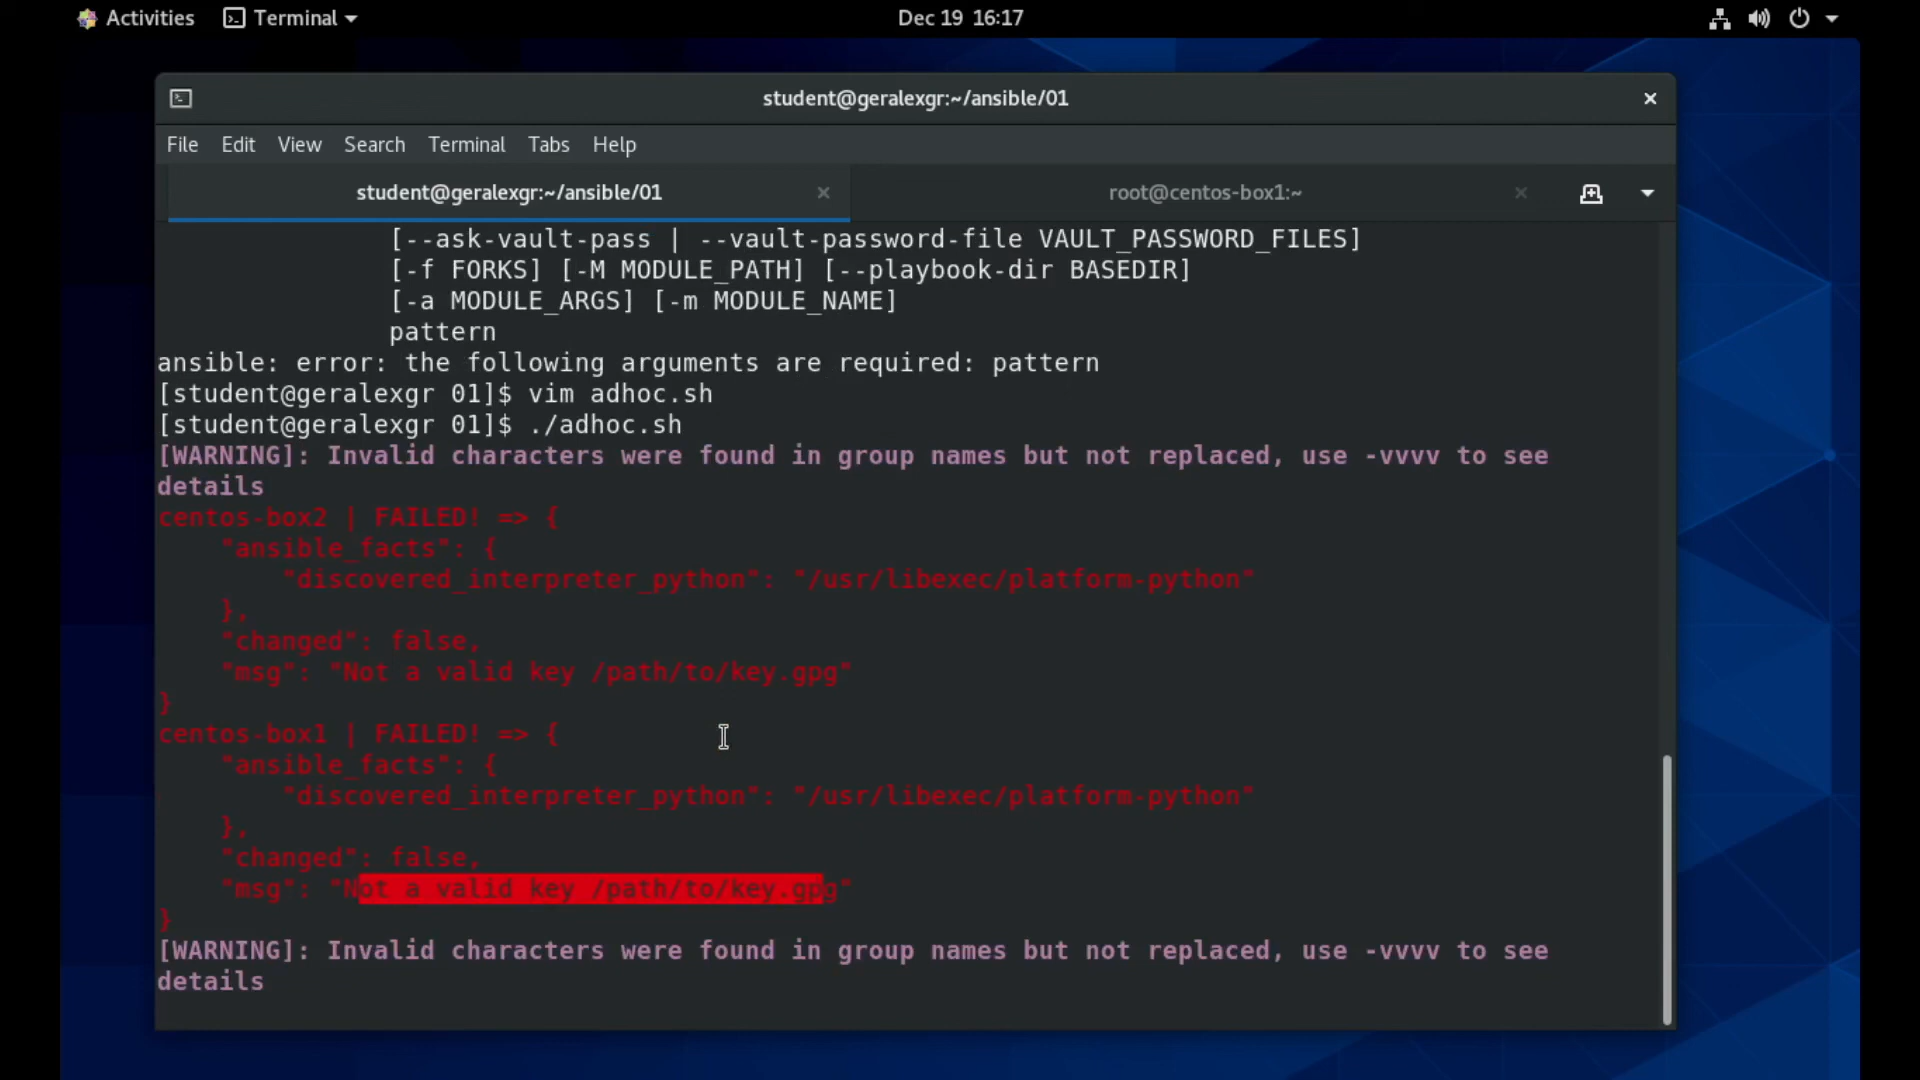 Activities
Terminal
Dec 19 16:17
student@geralexgr:~/ansible/01
File Edit View Search Terminal Tabs Help
student@geralexgr:~/ansible/01
root@centos-box1:~
[--ask-vault-pass | --vault-password-file VAULT_PASSWORD_FILES]
[-f FORKS] [-M MODULE_PATH] [--playbook-dir BASEDIR]
[-a MODULE_ARGS] [-m MODULE_NAME]
pattern
ansible: error: the following arguments are required: pattern
[student@geralexgr 01]$ vim adhoc.sh
[student@geralexgr 01]$ ./adhoc.sh
[WARNING]: Invalid characters were found in group names but not replaced, use -vvvv to see
details
centos-box2 | FAILED! => {
"ansible_facts": {
"discovered_interpreter_python": "/usr/libexec/platform-python"
},
"changed": false,
"msg": "Not a valid key /path/to/key.gpg"
}
centos-box1 | FAILED! => {
"ansible_facts": {
"discovered_interpreter_python": "/usr/libexec/platform-python"
},
"changed": false,
"msg": "Not a valid key /path/to/key.gpg"
}
[WARNING]: Invalid characters were found in group names but not replaced, use -vvvv to see
details